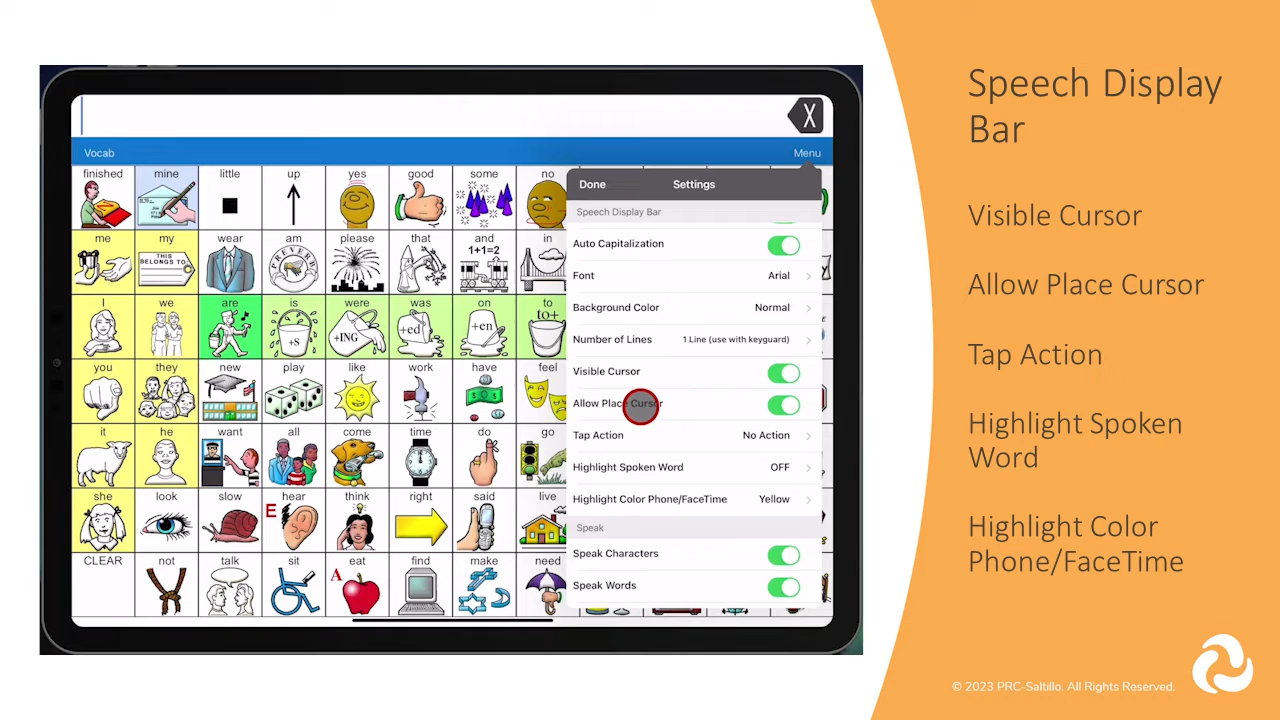 X
Vocab
Menu
finished mine little up yes good some no
me my wear am please that and in
PREVERB
THIS BELONGS TO
1+1=2
I we are is were was on to
+S
+ING
+ed
+en
to+
you they new play like work have feel
it he want all come time do go
she look slow hear think right said live
E
CLEAR not talk sit eat find make need
A
Done
Settings
Speech Display Bar
Auto Capitalization
Font Arial
Background Color Normal
Number of Lines 1 Line (use with keyguard)
Visible Cursor
Allow Place Cursor
Tap Action No Action
Highlight Spoken Word OFF
Highlight Color Phone/FaceTime Yellow
Speak
Speak Characters
Speak Words
Speech Display
Bar
Visible Cursor
Allow Place Cursor
Tap Action
Highlight Spoken
Word
Highlight Color
Phone/FaceTime
© 2023 PRC-Saltillo. All Rights Reserved.